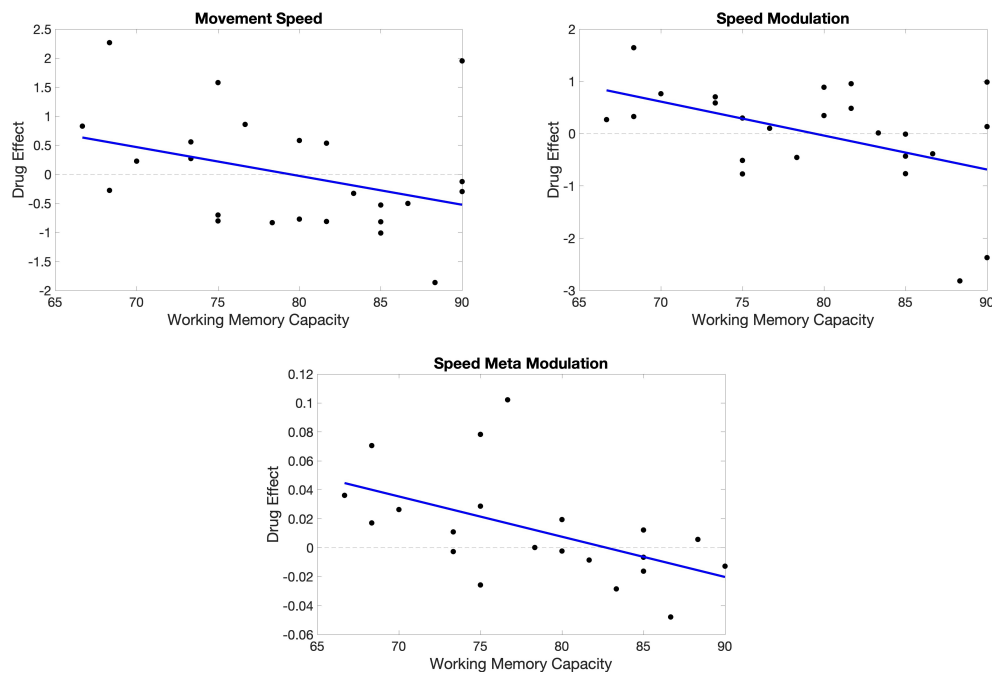 Movement Speed
2.5
2
1.5
1
0.5
0
-0.5
-1
-1.5
-2
Drug Effect
65 70 75 80 85 90
Working Memory Capacity
Speed Modulation
2
1
0
-1
-2
-3
Drug Effect
65 70 75 80 85 90
Working Memory Capacity
Speed Meta Modulation
0.12
0.1
0.08
0.06
0.04
0.02
0
-0.02
-0.04
-0.06
Drug Effect
65 70 75 80 85 90
Working Memory Capacity